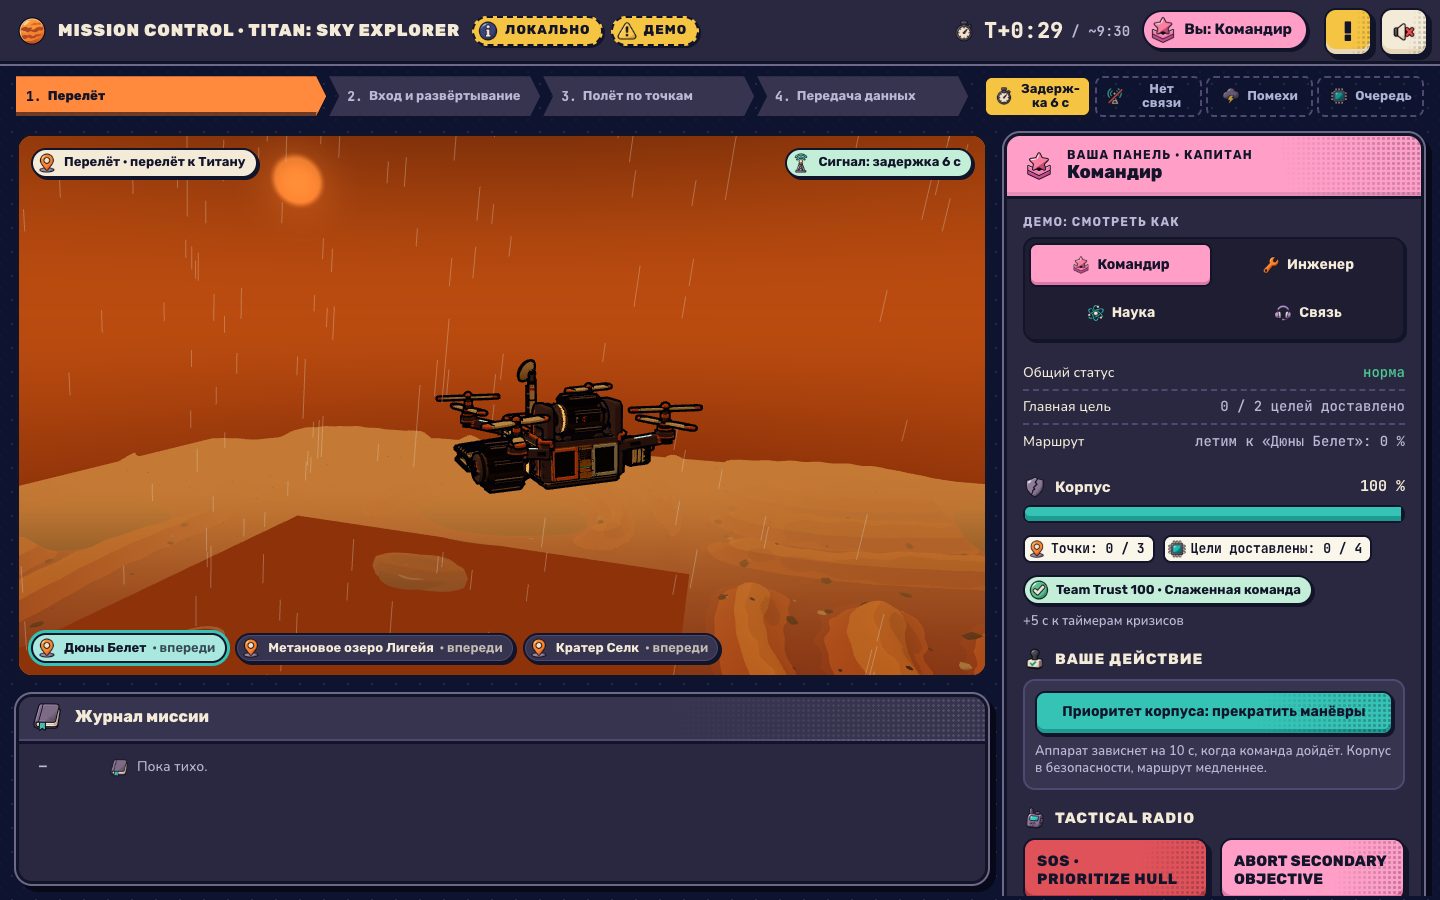 MISSION CONTROL · TITAN: SKY EXPLORER
ЛОКАЛЬНО
ДЕМО
T+0:29 / ~9:30
Вы: Командир
!
1. Перелёт
2. Вход и развёртывание
3. Полёт по точкам
4. Передача данных
Задерж-
ка 6 с
Нет
связи
Помехи
Очередь
Перелёт · перелёт к Титану
Сигнал: задержка 6 с
Дюны Белет · впереди
Метановое озеро Лигейя · впереди
Кратер Селк · впереди
Журнал миссии
– Пока тихо.
ВАША ПАНЕЛЬ · КАПИТАН
Командир
ДЕМО: СМОТРЕТЬ КАК
Командир
Инженер
Наука
Связь
Общий статус норма
Главная цель 0 / 2 целей доставлено
Маршрут летим к «Дюны Белет»: 0 %
Корпус 100 %
Точки: 0 / 3
Цели доставлены: 0 / 4
Team Trust 100 · Слаженная команда
+5 с к таймерам кризисов
ВАШЕ ДЕЙСТВИЕ
Приоритет корпуса: прекратить манёвры
Аппарат зависнет на 10 с, когда команда дойдёт. Корпус
в безопасности, маршрут медленнее.
TACTICAL RADIO
SOS ·
PRIORITIZE HULL
ABORT SECONDARY
OBJECTIVE